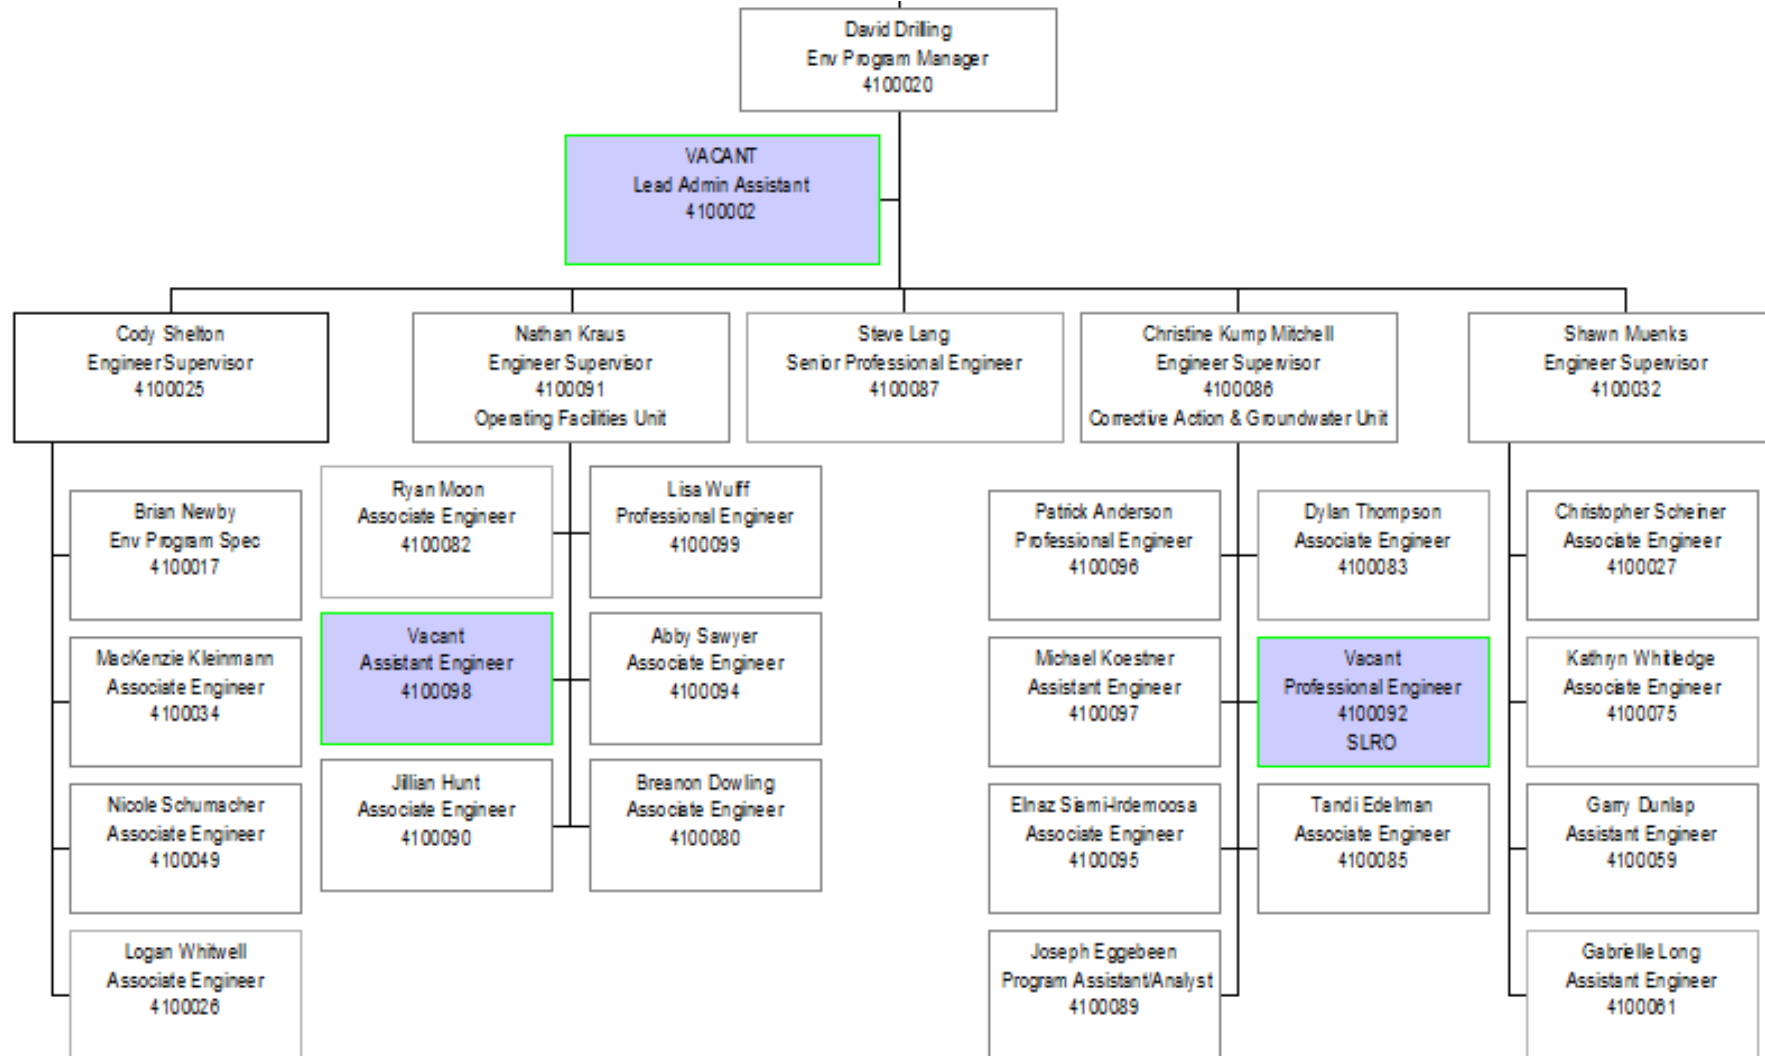 David Drilling
Env Program Manager
4100020
VACANT
Lead Admin Assistant
4100002
Cody Shelton
Engineer Supervisor
4100025
Nathan Kraus
Engineer Supervisor
4100091
Operating Facilities Unit
Steve Lang
Senior Professional Engineer
4100087
Christine Kump Mitchell
Engineer Supervisor
4100086
Corrective Action & Groundwater Unit
Shawn Muenks
Engineer Supervisor
4100032
Brian Newby
Env Program Spec
4100017
MacKenzie Kleinmann
Associate Engineer
4100034
Nicole Schumacher
Associate Engineer
4100049
Logan Whitwell
Associate Engineer
4100026
Ryan Moon
Associate Engineer
4100082
Lisa Wulff
Professional Engineer
4100099
Vacant
Assistant Engineer
4100098
Abby Sawyer
Associate Engineer
4100094
Jillian Hunt
Associate Engineer
4100090
Breanon Dowling
Associate Engineer
4100080
Patrick Anderson
Professional Engineer
4100096
Dylan Thompson
Associate Engineer
4100083
Michael Koestner
Assistant Engineer
4100097
Vacant
Professional Engineer
4100092
SLRO
Elnaz Siami-Irdemoosa
Associate Engineer
4100095
Tandi Edelman
Associate Engineer
4100085
Joseph Eggebeen
Program Assistant/Analyst
4100089
Christopher Scheiner
Associate Engineer
4100027
Kathryn Whitledge
Associate Engineer
4100075
Garry Dunlap
Assistant Engineer
4100059
Gabrielle Long
Assistant Engineer
4100061